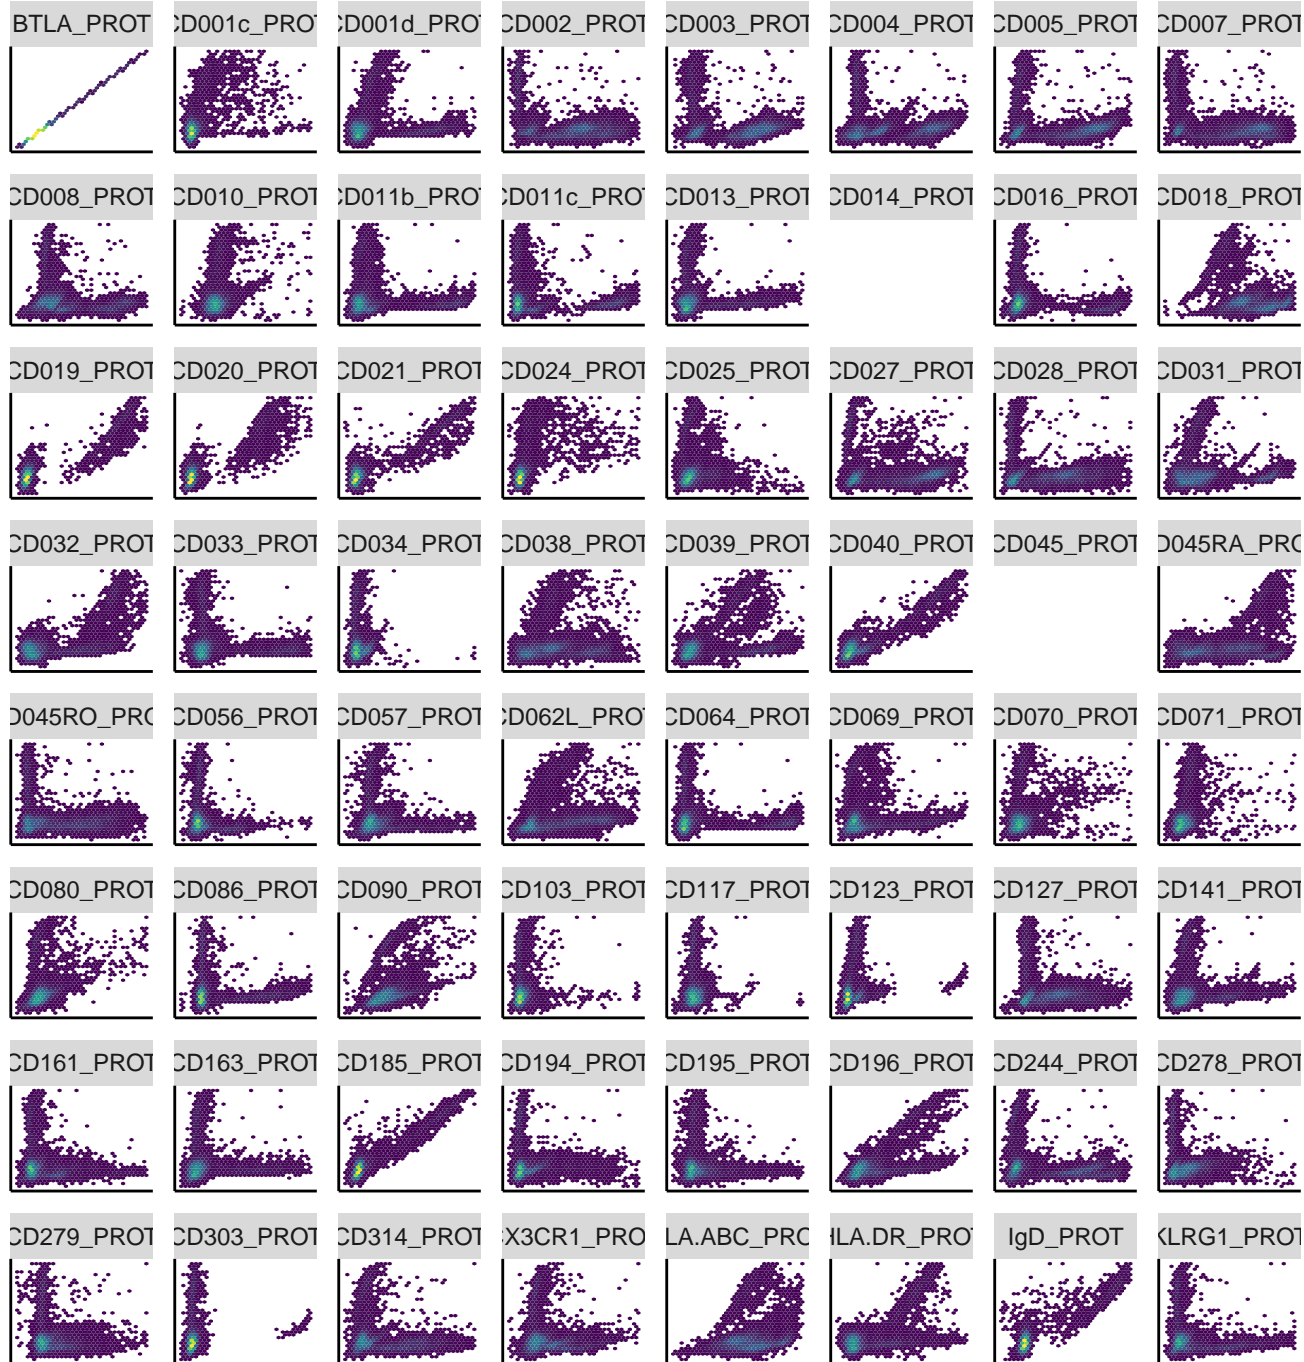 BTLA_PROT CD001c_PROT CD001d_PROT CD002_PROT CD003_PROT CD004_PROT CD005_PROT CD007_PROT
CD008_PROT CD010_PROT CD011b_PROT CD011c_PROT CD013_PROT CD014_PROT CD016_PROT CD018_PROT
CD019_PROT CD020_PROT CD021_PROT CD024_PROT CD025_PROT CD027_PROT CD028_PROT CD031_PROT
CD032_PROT CD033_PROT CD034_PROT CD038_PROT CD039_PROT CD040_PROT CD045_PROT D045RA_PRO
D045RO_PRO CD056_PROT CD057_PROT CD062L_PROT CD064_PROT CD069_PROT CD070_PROT CD071_PROT
CD080_PROT CD086_PROT CD090_PROT CD103_PROT CD117_PROT CD123_PROT CD127_PROT CD141_PROT
CD161_PROT CD163_PROT CD185_PROT CD194_PROT CD195_PROT CD196_PROT CD244_PROT CD278_PROT
CD279_PROT CD303_PROT CD314_PROT CX3CR1_PRO LA.ABC_PRO HLA.DR_PROT IgD_PROT KLRG1_PROT